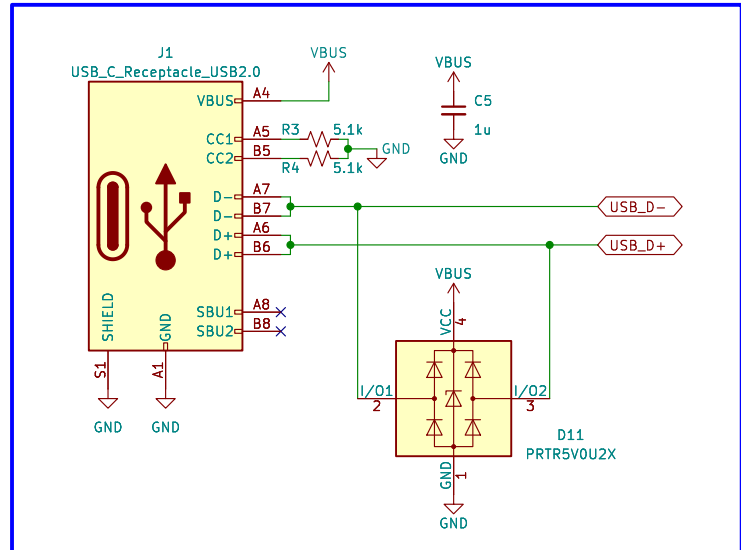 J1
USB_C_Receptacle_USB2.0
VBUS
VBUS
VBUS A4
C5
1u
GND
CC1 A5
R3 5.1k
CC2 B5
R4 5.1k
GND
D- A7
D- B7
D+ A6
D+ B6
USB_D-
USB_D+
SBU1 A8
SBU2 B8
SHIELD
GND
S1
A1
GND
GND
VBUS
VCC
4
I/O1
2
I/O2
3
D11
PRTR5V0U2X
GND
1
GND